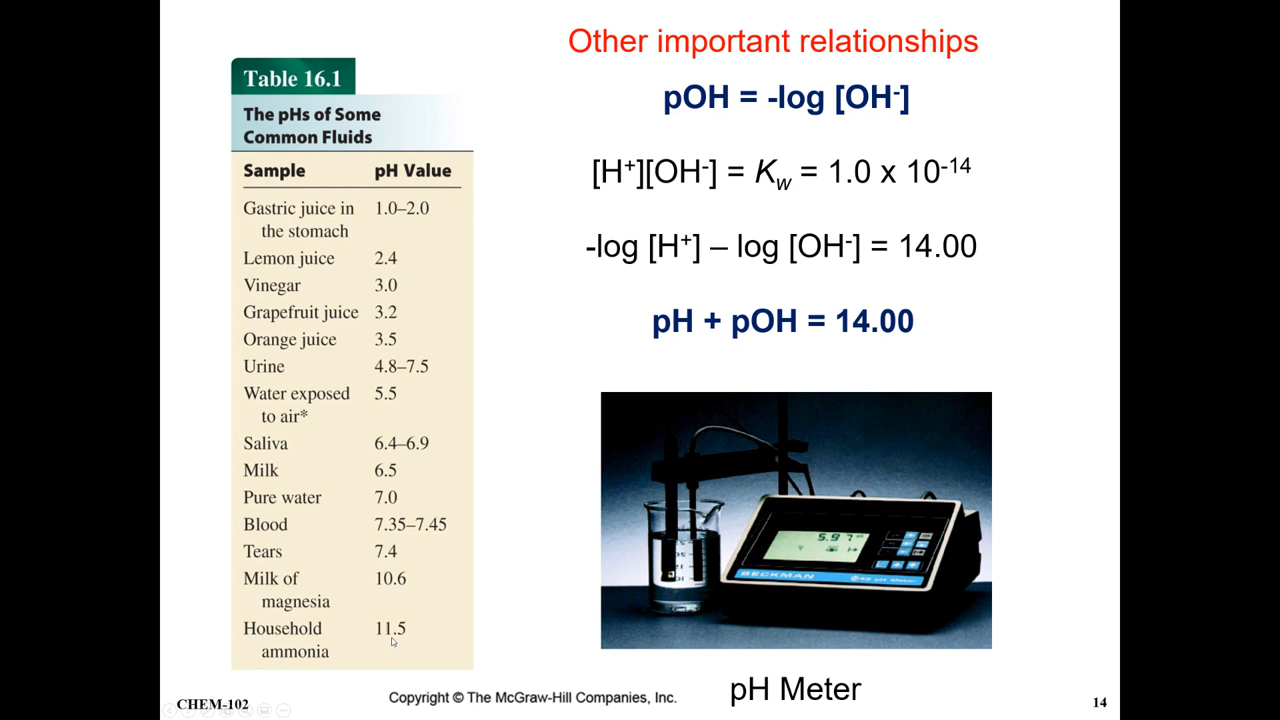 Other important relationships
Table 16.1
The pHs of Some
Common Fluids
Sample pH Value
Gastric juice in 1.0–2.0
the stomach
Lemon juice 2.4
Vinegar 3.0
Grapefruit juice 3.2
Orange juice 3.5
Urine 4.8–7.5
Water exposed 5.5
to air*
Saliva 6.4–6.9
Milk 6.5
Pure water 7.0
Blood 7.35–7.45
Tears 7.4
Milk of 10.6
magnesia
Household 11.5
ammonia
pOH = -log [OH⁻]
[H⁺][OH⁻] = K_w = 1.0 x 10⁻¹⁴
-log [H⁺] – log [OH⁻] = 14.00
pH + pOH = 14.00
5.97
BECKMAN
pH Meter
pH Meter
CHEM-102
Copyright © The McGraw-Hill Companies, Inc.
14